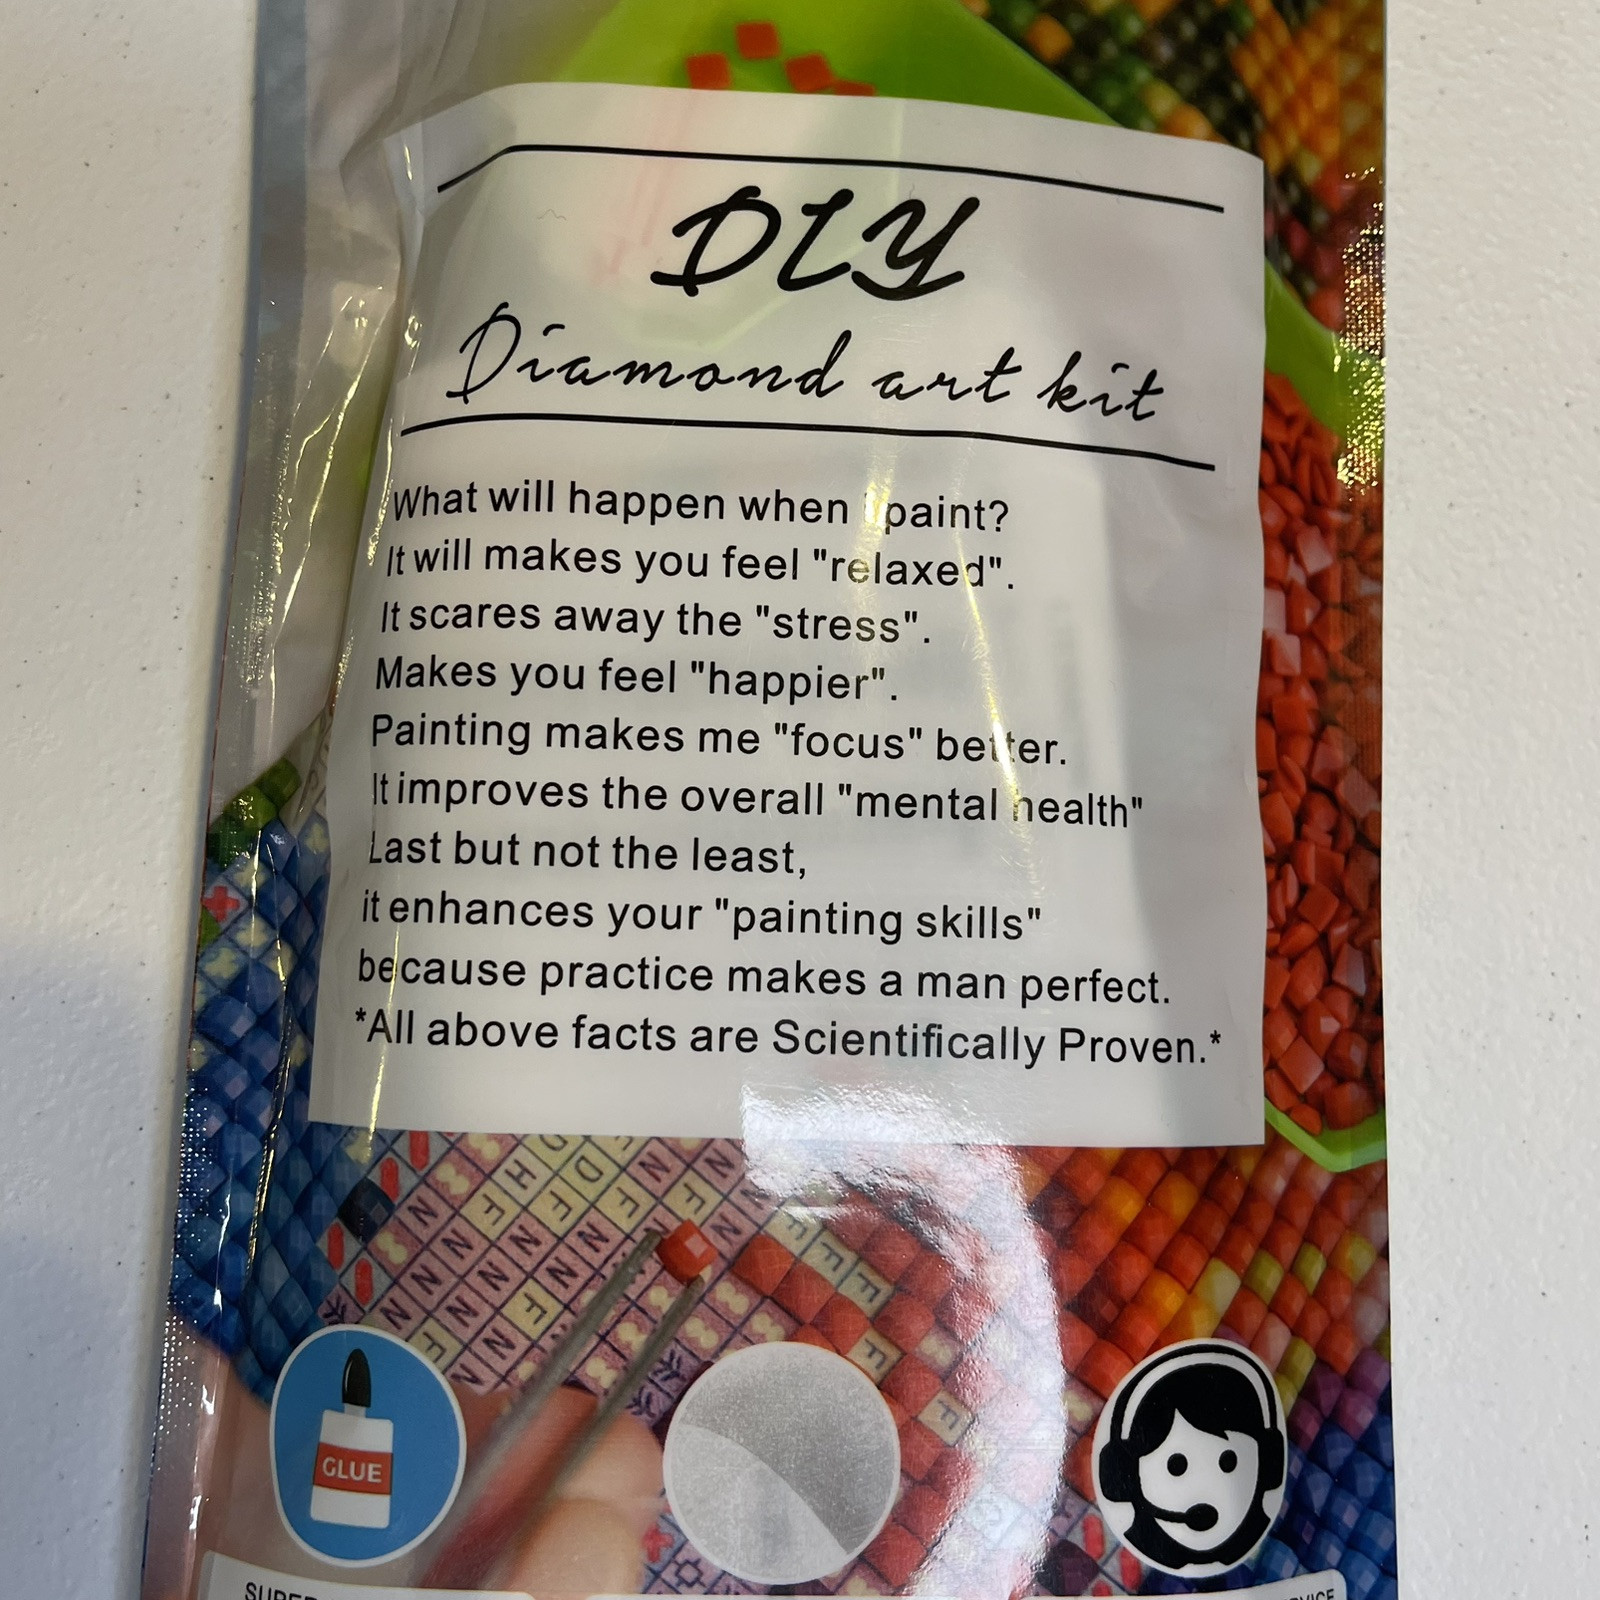 DIY
Diamond art kit
What will happen when I paint?
It will makes you feel "relaxed".
It scares away the "stress".
Makes you feel "happier".
Painting makes me "focus" better.
It improves the overall "mental health"
Last but not the least,
it enhances your "painting skills"
because practice makes a man perfect.
*All above facts are Scientifically Proven.*
GLUE